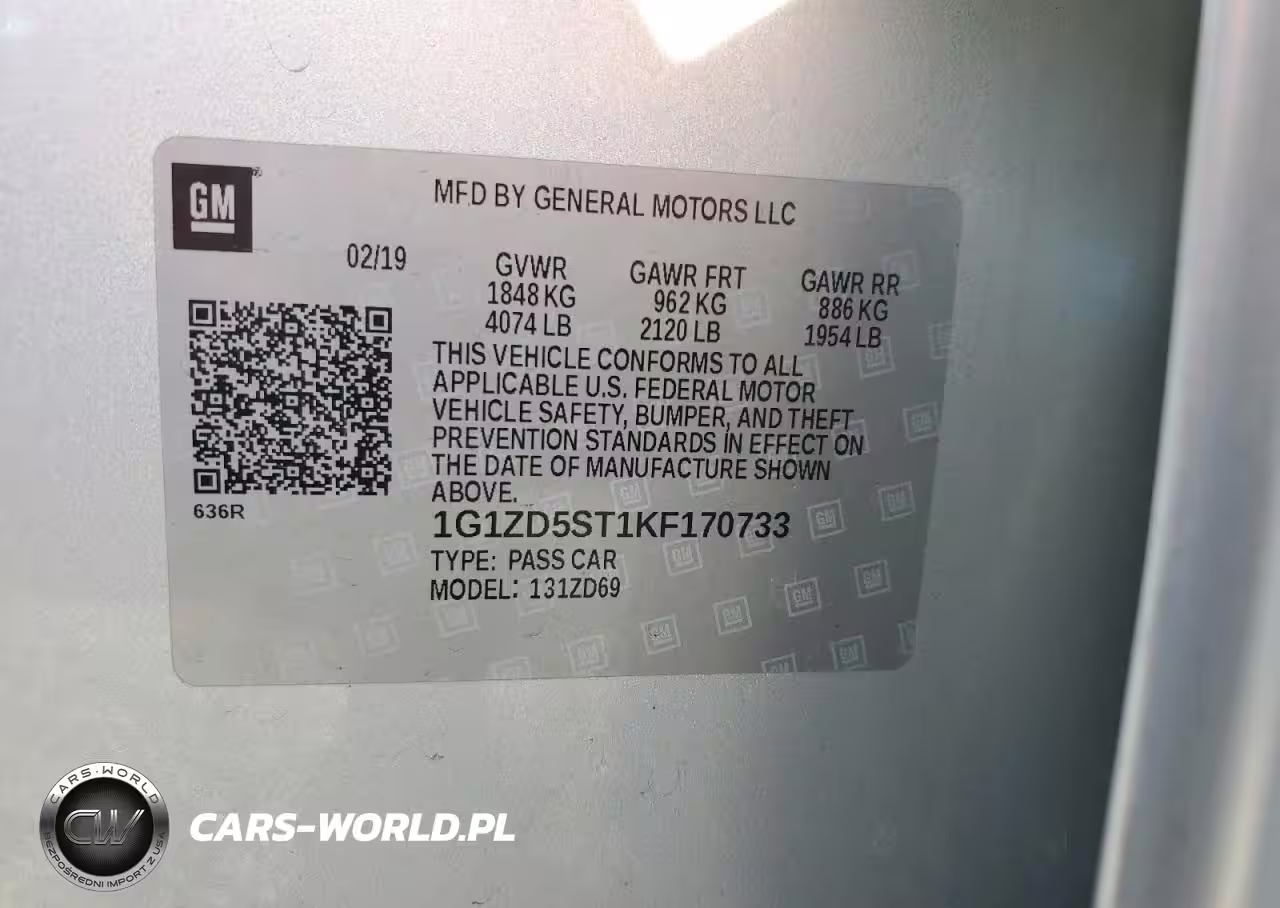 GM
MFD BY GENERAL MOTORS LLC
02/19
GVWR GAWR FRT GAWR RR
1848 KG 962 KG 886 KG
4074 LB 2120 LB 1954 LB
THIS VEHICLE CONFORMS TO ALL
APPLICABLE U.S. FEDERAL MOTOR
VEHICLE SAFETY, BUMPER, AND THEFT
PREVENTION STANDARDS IN EFFECT ON
THE DATE OF MANUFACTURE SHOWN
ABOVE.
636R
1G1ZD5ST1KF170733
TYPE: PASS CAR
MODEL: 131ZD69
CARS-WORLD
CW
BEZPOŚREDNI IMPORT Z USA
CARS-WORLD.PL